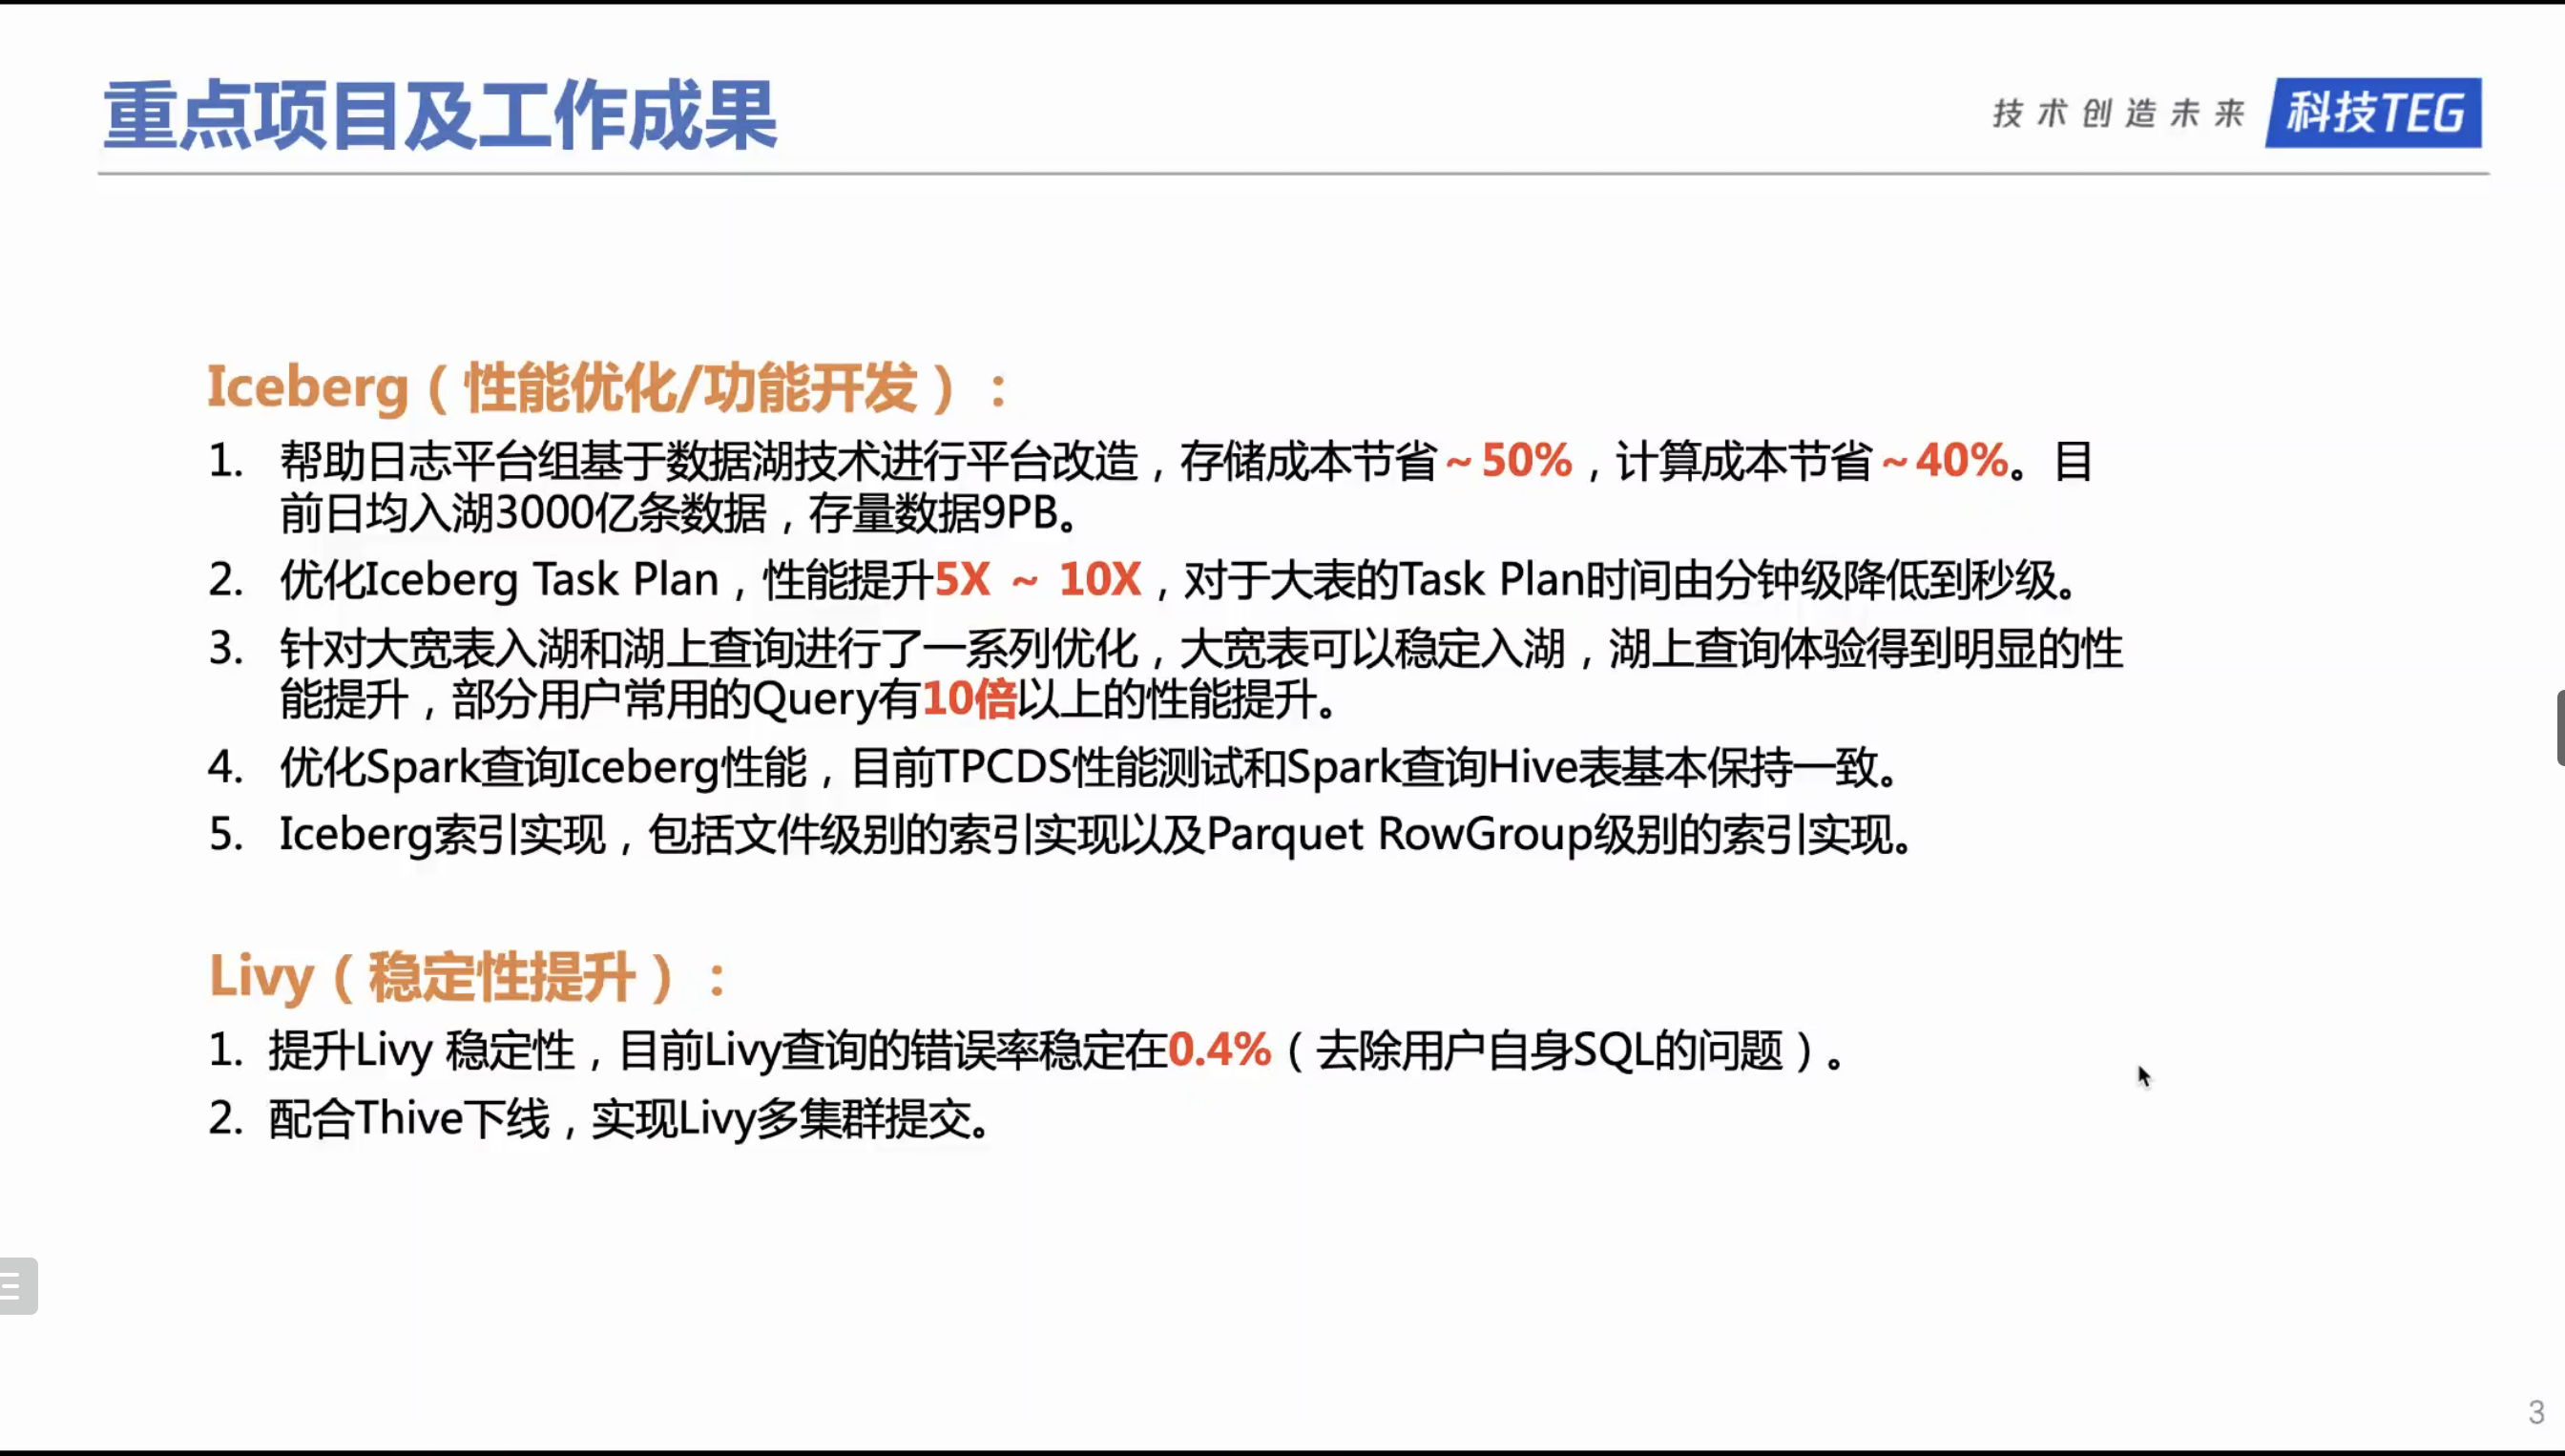 重点项目及工作成果
技术创造未来 科技TEG
Iceberg（性能优化/功能开发）：
1. 帮助日志平台组基于数据湖技术进行平台改造，存储成本节省~50%，计算成本节省~40%。目
前日均入湖3000亿条数据，存量数据9PB。
2. 优化Iceberg Task Plan，性能提升5X ~ 10X，对于大表的Task Plan时间由分钟级降低到秒级。
3. 针对大宽表入湖和湖上查询进行了一系列优化，大宽表可以稳定入湖，湖上查询体验得到明显的性
能提升，部分用户常用的Query有10倍以上的性能提升。
4. 优化Spark查询Iceberg性能，目前TPCDS性能测试和Spark查询Hive表基本保持一致。
5. Iceberg索引实现，包括文件级别的索引实现以及Parquet RowGroup级别的索引实现。
Livy（稳定性提升）：
1. 提升Livy 稳定性，目前Livy查询的错误率稳定在0.4%（去除用户自身SQL的问题）。
2. 配合Thive下线，实现Livy多集群提交。
3